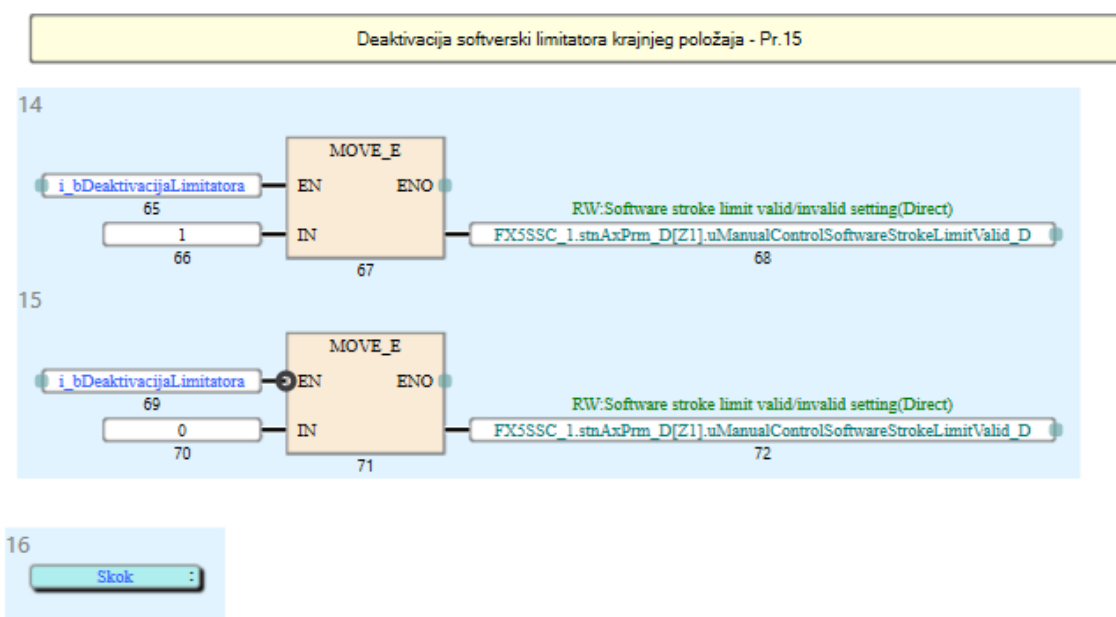 Deaktivacija softverski limitatora krajnjeg položaja - Pr.15
14
MOVE_E
i_bDeaktivacijaLimitatora EN ENO
65 RW:Software stroke limit valid/invalid setting(Direct)
1 IN FX5SSC_1.stnAxPrm_D[Z1].uManualControlSoftwareStrokeLimitValid_D
66 67 68
15
MOVE_E
i_bDeaktivacijaLimitatora EN ENO
69 RW:Software stroke limit valid/invalid setting(Direct)
0 IN FX5SSC_1.stnAxPrm_D[Z1].uManualControlSoftwareStrokeLimitValid_D
70 71 72
16
Skok :